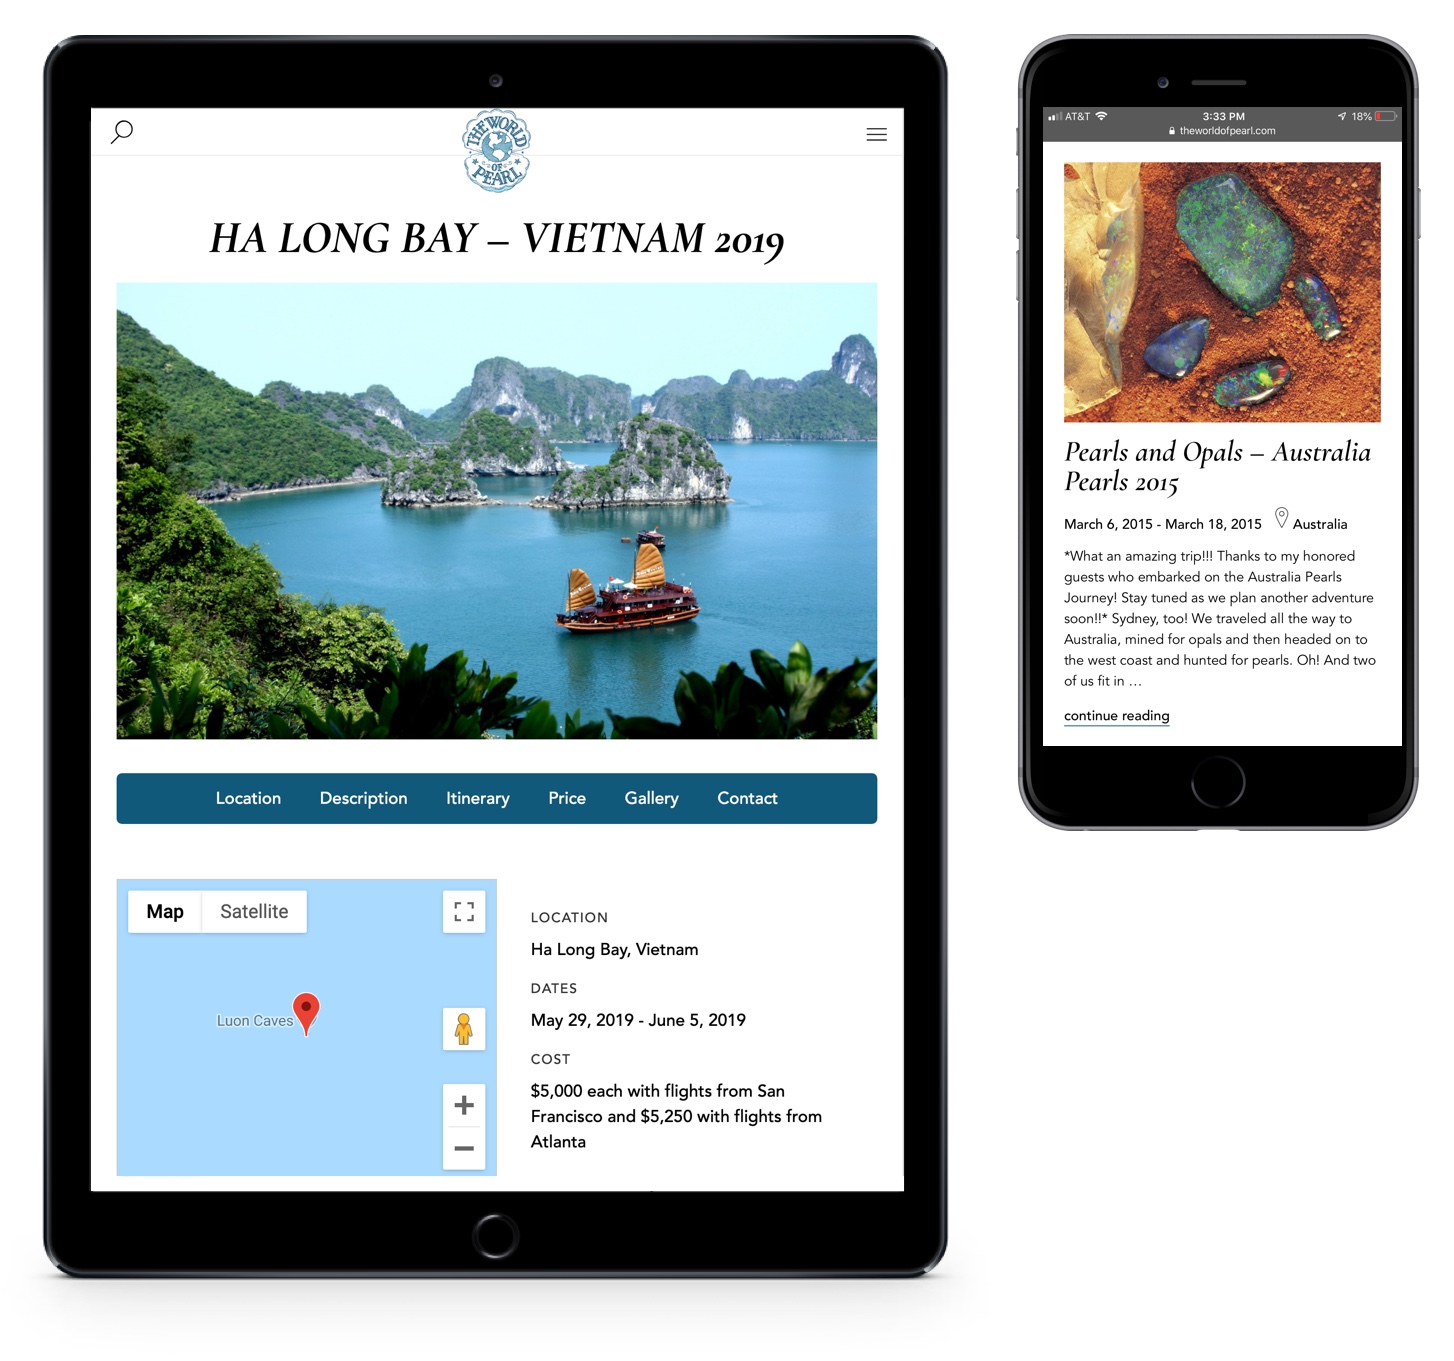 THE WORLD
OF
PEARL
HA LONG BAY – VIETNAM 2019
Location Description Itinerary Price Gallery Contact
Map Satellite
Luon Caves
LOCATION
Ha Long Bay, Vietnam
DATES
May 29, 2019 - June 5, 2019
COST
$5,000 each with flights from San
Francisco and $5,250 with flights from
Atlanta
AT&T 3:33 PM 18%
theworldofpearl.com
Pearls and Opals – Australia
Pearls 2015
March 6, 2015 - March 18, 2015 Australia
*What an amazing trip!!! Thanks to my honored
guests who embarked on the Australia Pearls
Journey! Stay tuned as we plan another adventure
soon!!* Sydney, too! We traveled all the way to
Australia, mined for opals and then headed on to
the west coast and hunted for pearls. Oh! And two
of us fit in …
continue reading